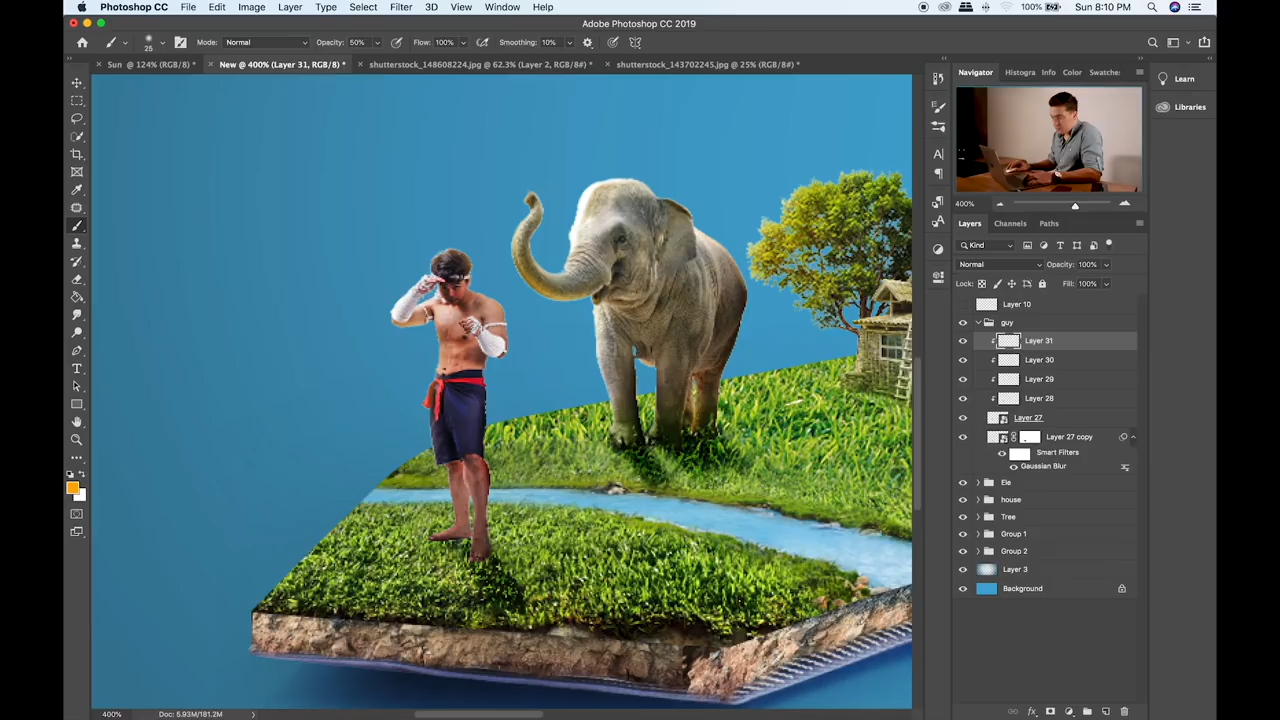 Photoshop CC File Edit Image Layer Type Select Filter 3D View Window Help 100% Sun 8:10 PM
Adobe Photoshop CC 2019
25 Mode: Normal Opacity: 50% Flow: 100% Smoothing: 10%
Sun @ 124% (RGB/8) * New @ 400% (Layer 31, RGB/8) * shutterstock_148608224.jpg @ 62.3% (Layer 2, RGB/8#) * shutterstock_143702245.jpg @ 25% (RGB/8#) *
Navigator Histogra Info Color Swatche:
Learn
Libraries
400%
Layers Channels Paths
Kind
Normal Opacity: 100%
Lock: Fill: 100%
Layer 10
guy
Layer 31
Layer 30
Layer 29
Layer 28
Layer 27
Layer 27 copy
Smart Filters
Gaussian Blur
Ele
house
Tree
Group 1
Group 2
Layer 3
Background
400% Doc: 5.93M/181.2M